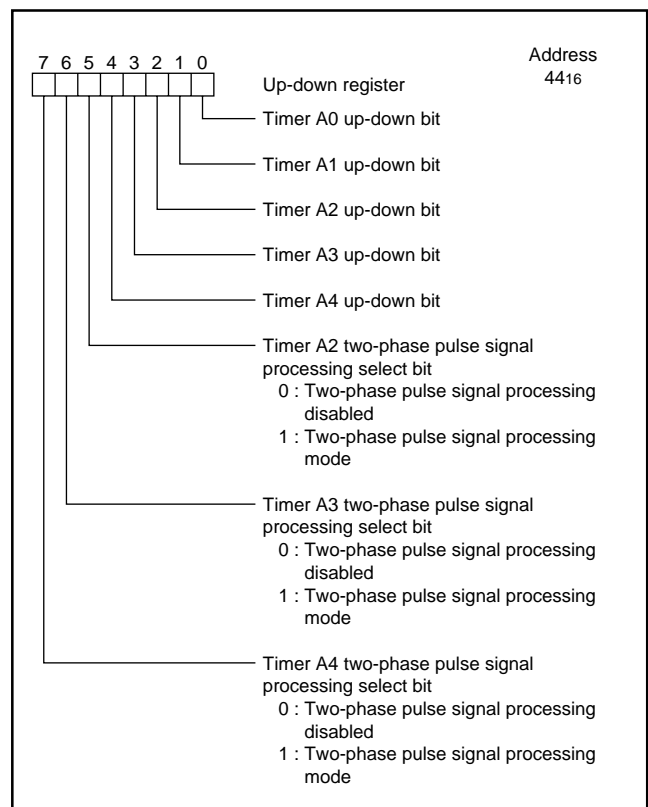 7 6 5 4 3 2 1 0
Address
4416
Up-down register
Timer A0 up-down bit
Timer A1 up-down bit
Timer A2 up-down bit
Timer A3 up-down bit
Timer A4 up-down bit
Timer A2 two-phase pulse signal
processing select bit
0 : Two-phase pulse signal processing
disabled
1 : Two-phase pulse signal processing
mode
Timer A3 two-phase pulse signal
processing select bit
0 : Two-phase pulse signal processing
disabled
1 : Two-phase pulse signal processing
mode
Timer A4 two-phase pulse signal
processing select bit
0 : Two-phase pulse signal processing
disabled
1 : Two-phase pulse signal processing
mode